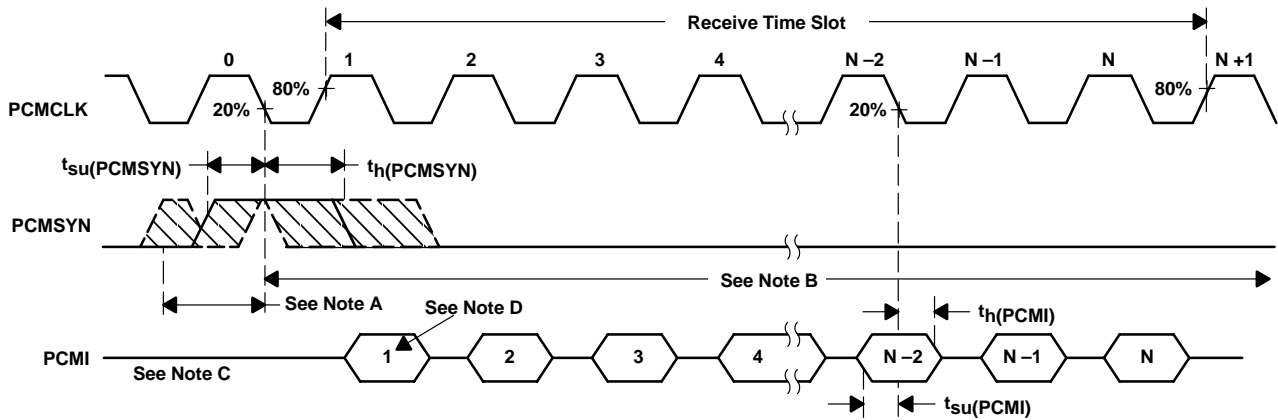 Receive Time Slot
0 1 2 3 4 N –2 N –1 N N +1
80% 80%
PCMCLK 20% 20%
tsu(PCMSYN) th(PCMSYN)
PCMSYN
See Note A See Note B
See Note D th(PCMI)
PCMI 1 2 3 4 N –2 N –1 N
See Note C
tsu(PCMI)